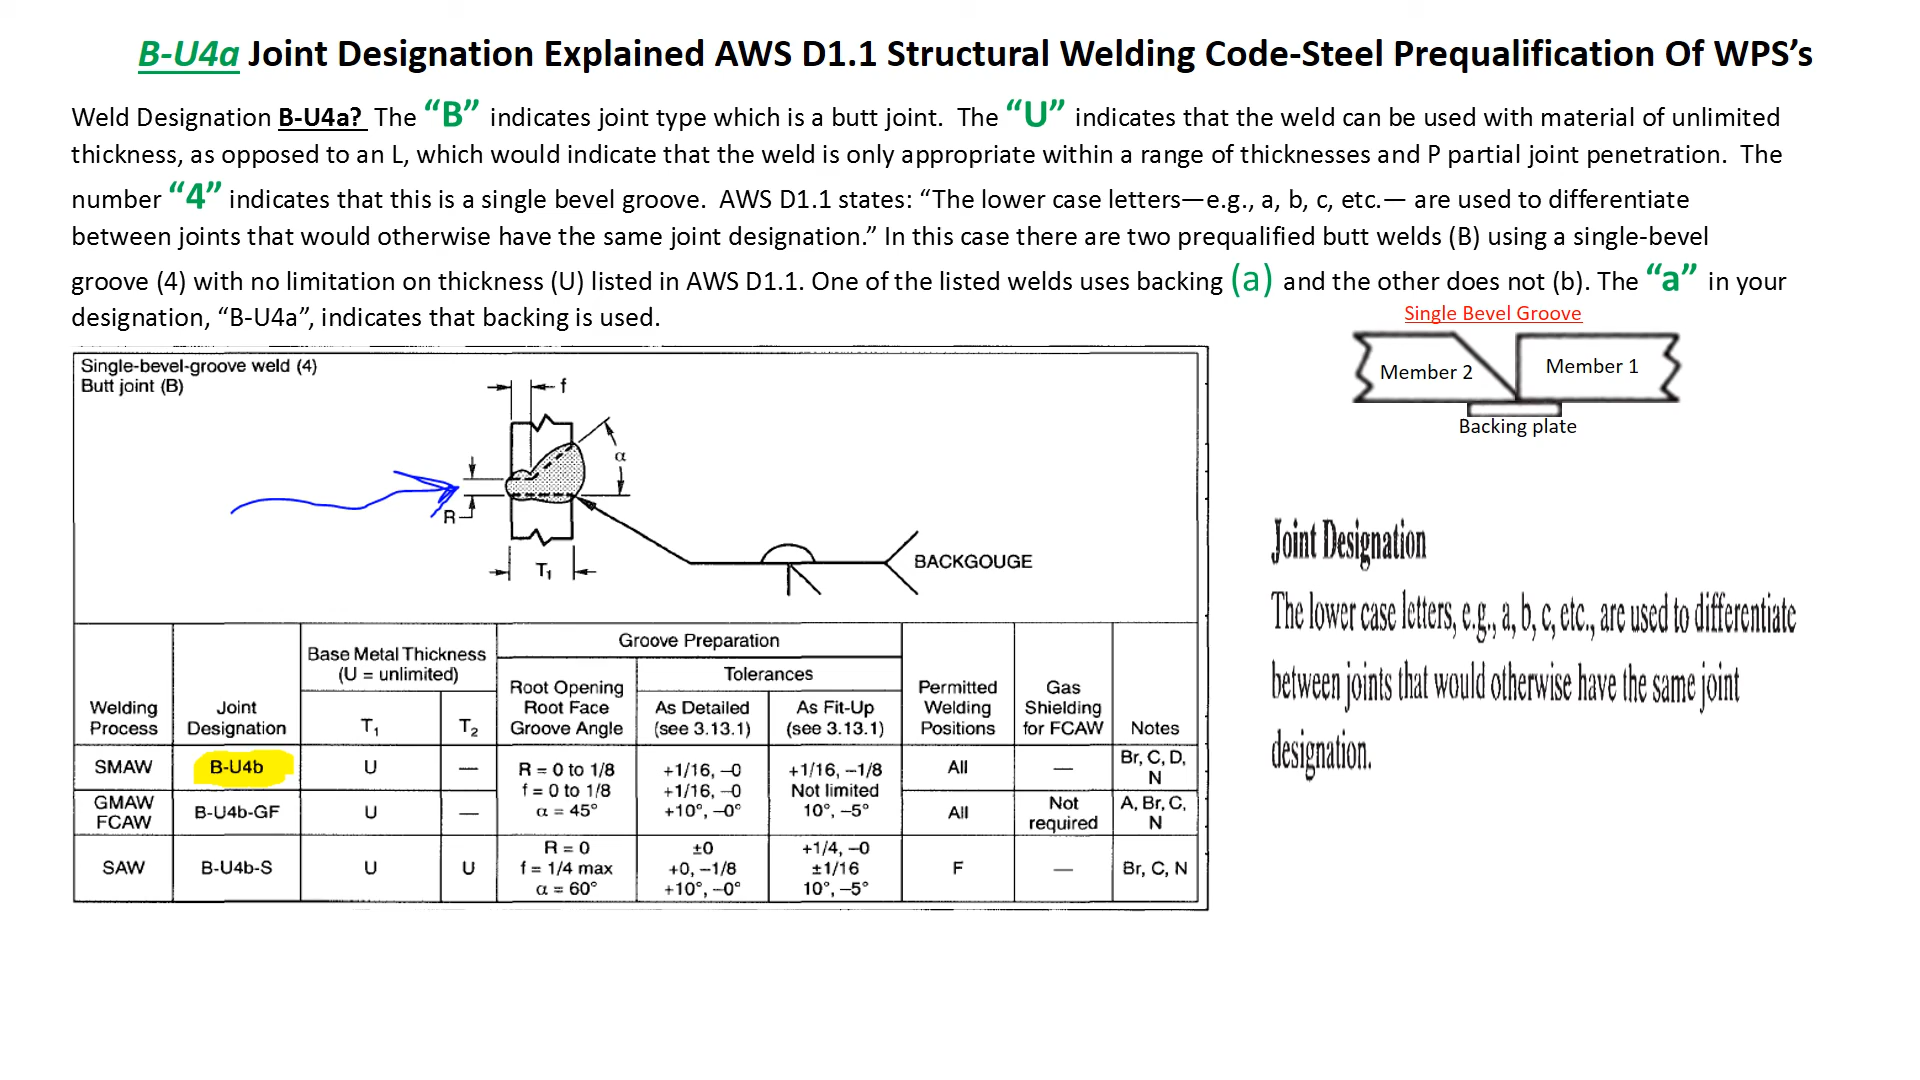 B-U4a Joint Designation Explained AWS D1.1 Structural Welding Code-Steel Prequalification Of WPS’s
Weld Designation B-U4a? The “B” indicates joint type which is a butt joint. The “U” indicates that the weld can be used with material of unlimited
thickness, as opposed to an L, which would indicate that the weld is only appropriate within a range of thicknesses and P partial joint penetration. The
number “4” indicates that this is a single bevel groove. AWS D1.1 states: “The lower case letters—e.g., a, b, c, etc.— are used to differentiate
between joints that would otherwise have the same joint designation.” In this case there are two prequalified butt welds (B) using a single-bevel
groove (4) with no limitation on thickness (U) listed in AWS D1.1. One of the listed welds uses backing (a) and the other does not (b). The “a” in your
designation, “B-U4a”, indicates that backing is used.
Single Bevel Groove
Member 2
Member 1
Backing plate
Single-bevel-groove weld (4)
Butt joint (B)
f
α
R
T1
BACKGOUGE
Joint Designation
The lower case letters, e.g., a, b, c, etc., are used to differentiate
between joints that would otherwise have the same joint
designation.
Welding
Process
Joint
Designation
Base Metal Thickness
(U = unlimited)
T1
T2
Groove Preparation
Root Opening
Root Face
Groove Angle
Tolerances
As Detailed
(see 3.13.1)
As Fit-Up
(see 3.13.1)
Permitted
Welding
Positions
Gas
Shielding
for FCAW
Notes
SMAW
B-U4b
U
—
R = 0 to 1/8
f = 0 to 1/8
α = 45°
+1/16, –0
+1/16, –0
+10°, –0°
+1/16, –1/8
Not limited
10°, –5°
All
—
Br, C, D,
N
GMAW
FCAW
B-U4b-GF
U
—
All
Not
required
A, Br, C,
N
SAW
B-U4b-S
U
U
R = 0
f = 1/4 max
α = 60°
±0
+0, –1/8
+10°, –0°
+1/4, –0
±1/16
10°, –5°
F
—
Br, C, N